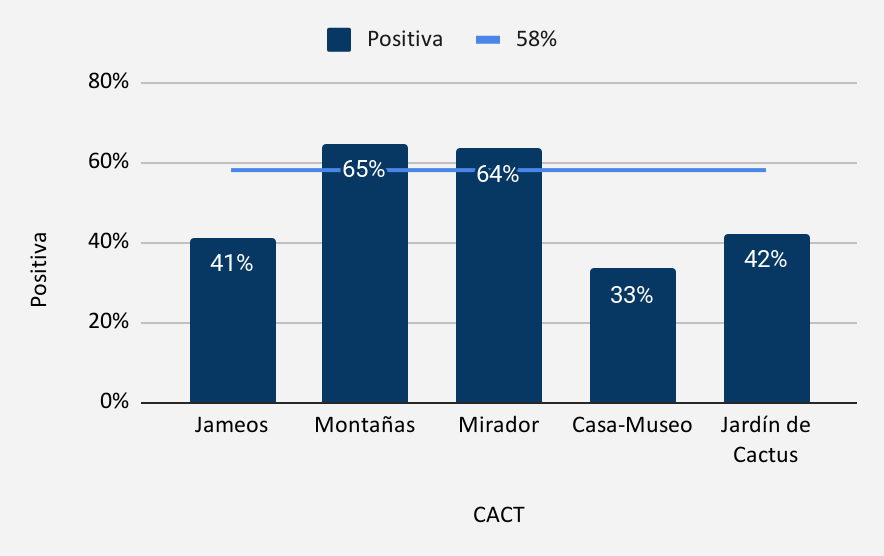 Positiva 58%
80%
60%
40%
20%
0%
Positiva
65%
64%
41%
33%
42%
Jameos Montañas Mirador Casa-Museo Jardín de
Cactus
CACT